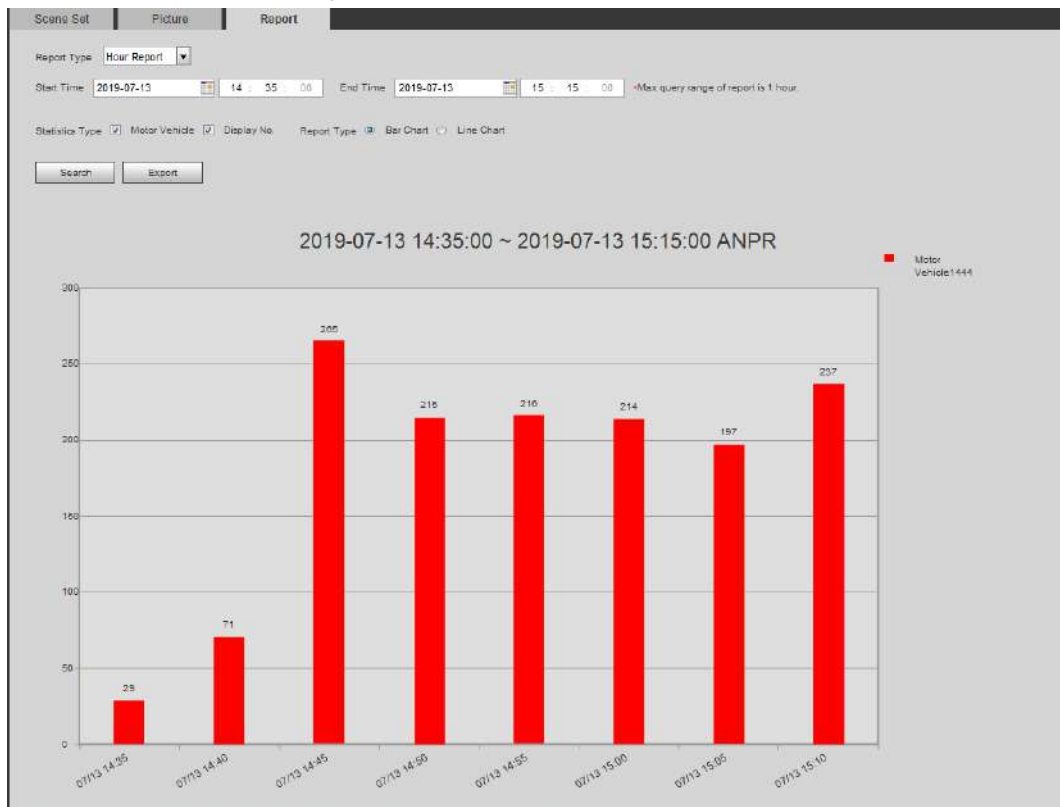 Scene Set Picture Report
Report Type Hour Report
Start Time 2019-07-13 14 : 35 : 00 End Time 2019-07-13 15 : 15 : 00 *Max query range of report is 1 hour.
Statistics Type Motor Vehicle Display No. Report Type Bar Chart Line Chart
Search Export
2019-07-13 14:35:00 ~ 2019-07-13 15:15:00 ANPR
Motor
Vehicle1444
300
265
250
237
215 216 214
200
197
150
100
71
50
29
0
07/13 14:35 07/13 14:40 07/13 14:45 07/13 14:50 07/13 14:55 07/13 15:00 07/13 15:05 07/13 15:10